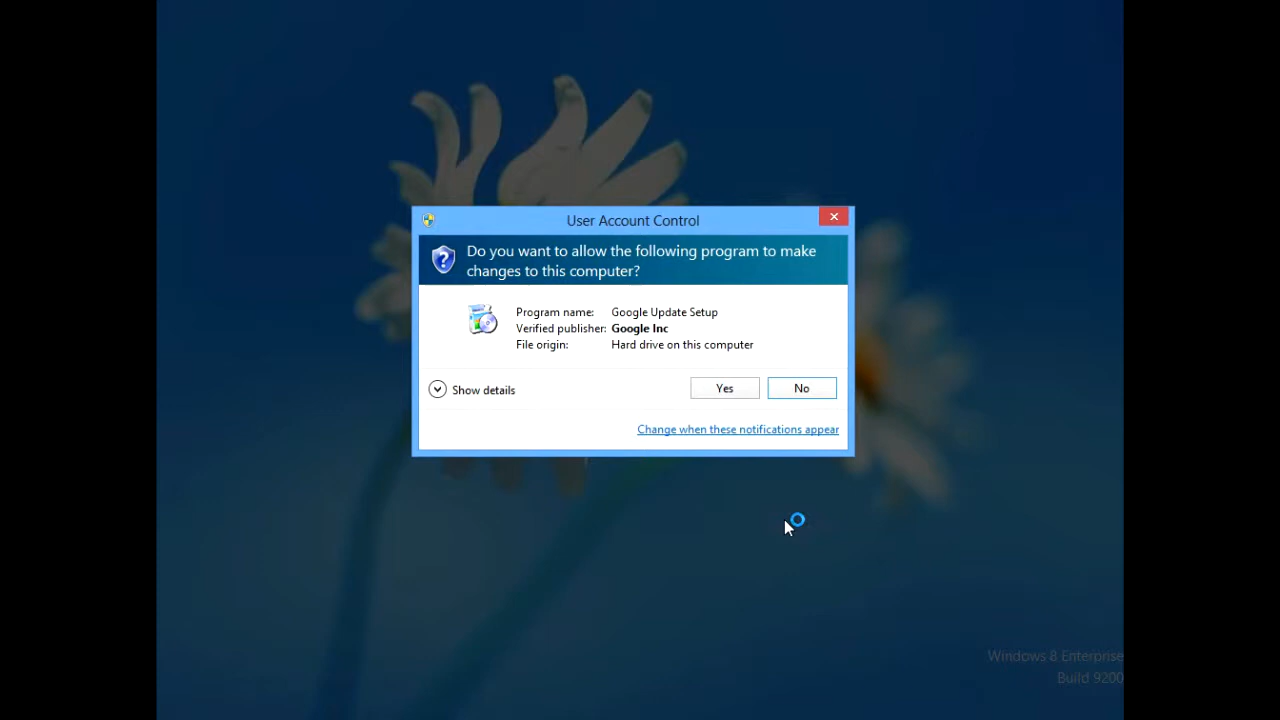 User Account Control
Do you want to allow the following program to make
changes to this computer?
Program name: Google Update Setup
Verified publisher: Google Inc
File origin: Hard drive on this computer
Show details
Yes
No
Change when these notifications appear
Windows 8 Enterprise
Build 9200